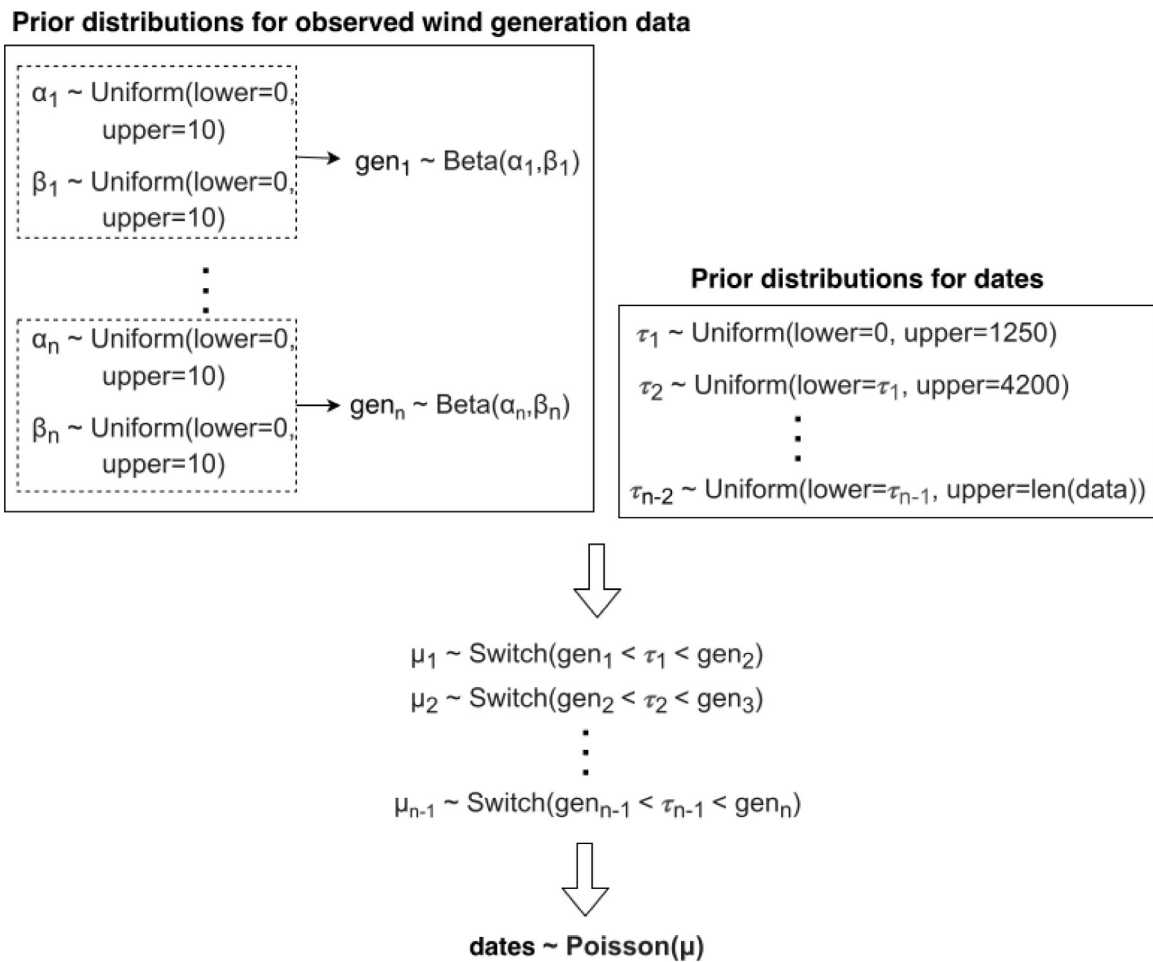 Prior distributions for observed wind generation data
α₁ ~ Uniform(lower=0,
upper=10)
β₁ ~ Uniform(lower=0,
upper=10)
gen₁ ~ Beta(α₁,β₁)
αₙ ~ Uniform(lower=0,
upper=10)
βₙ ~ Uniform(lower=0,
upper=10)
genₙ ~ Beta(αₙ,βₙ)
Prior distributions for dates
τ₁ ~ Uniform(lower=0, upper=1250)
τ₂ ~ Uniform(lower=τ₁, upper=4200)
τₙ₋₂ ~ Uniform(lower=τₙ₋₁, upper=len(data))
μ₁ ~ Switch(gen₁ < τ₁ < gen₂)
μ₂ ~ Switch(gen₂ < τ₂ < gen₃)
μₙ₋₁ ~ Switch(genₙ₋₁ < τₙ₋₁ < genₙ)
dates ~ Poisson(μ)